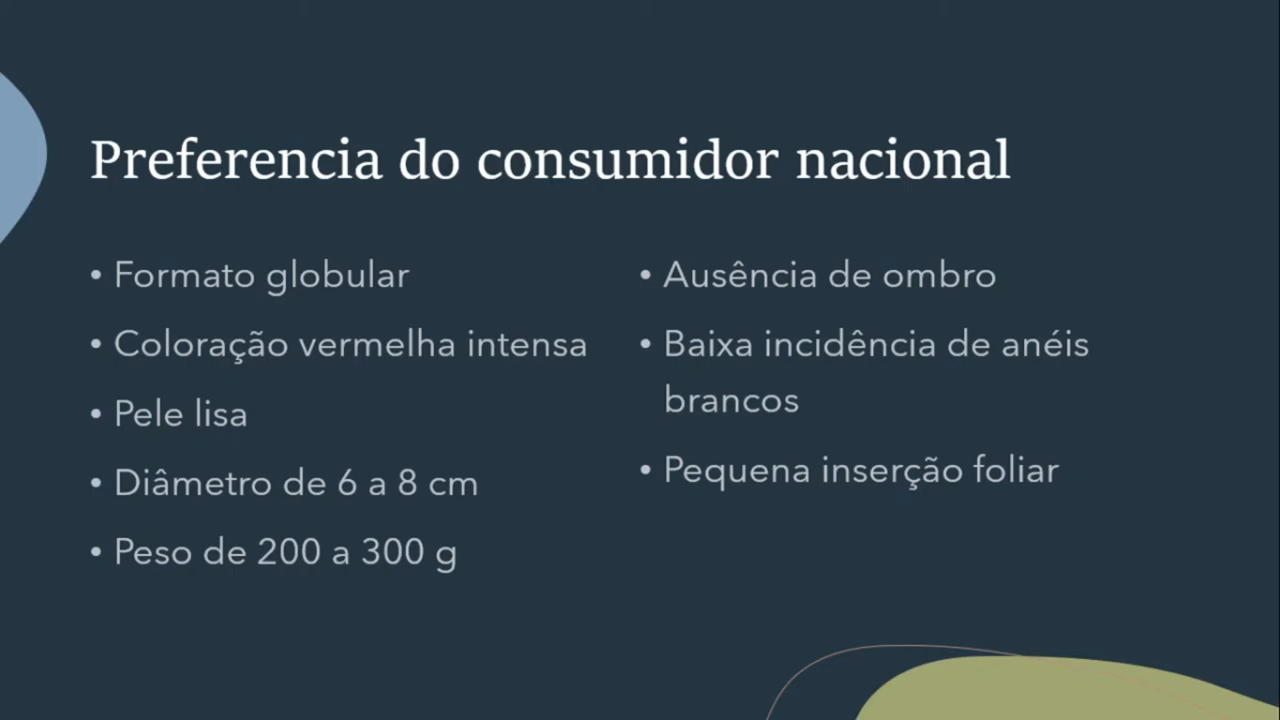 Preferencia do consumidor nacional
• Formato globular
• Coloração vermelha intensa
• Pele lisa
• Diâmetro de 6 a 8 cm
• Peso de 200 a 300 g
• Ausência de ombro
• Baixa incidência de anéis
brancos
• Pequena inserção foliar